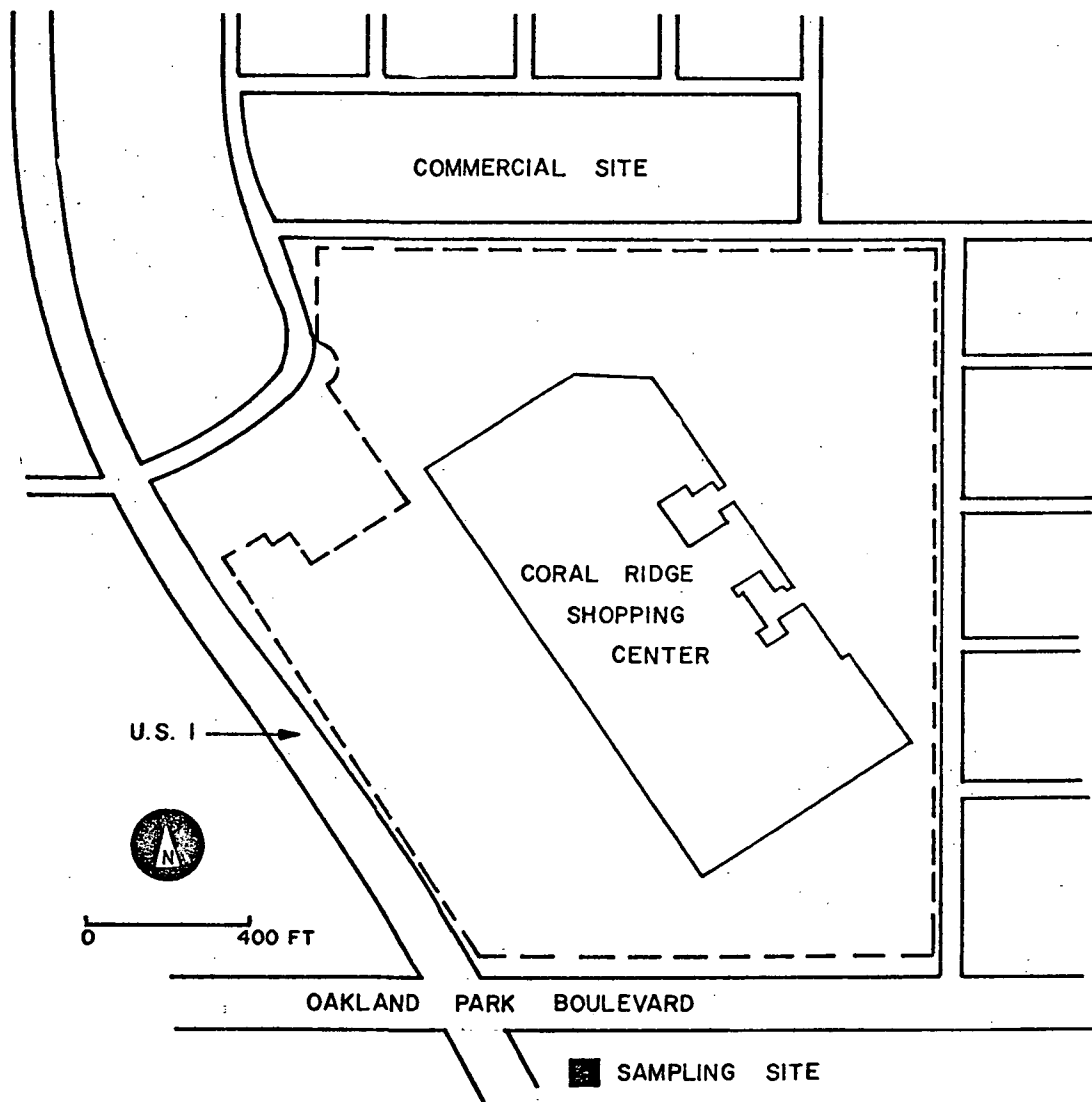 COMMERCIAL SITE
CORAL RIDGE
SHOPPING
CENTER
U.S. 1
N
0 400 FT
OAKLAND PARK BOULEVARD
SAMPLING SITE